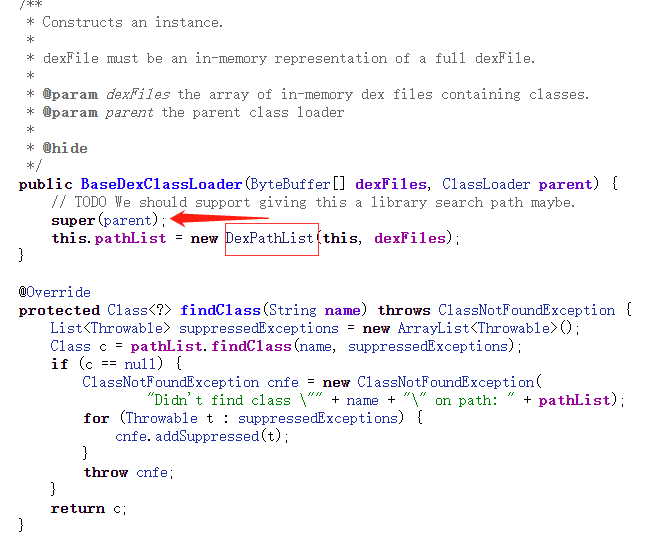 /**
 * Constructs an instance.
 *
 * dexFile must be an in-memory representation of a full dexFile.
 *
 * @param dexFiles the array of in-memory dex files containing classes.
 * @param parent the parent class loader
 *
 * @hide
 */
public BaseDexClassLoader(ByteBuffer[] dexFiles, ClassLoader parent) {
    // TODO We should support giving this a library search path maybe.
    super(parent);
    this.pathList = new DexPathList(this, dexFiles);
}

@Override
protected Class<?> findClass(String name) throws ClassNotFoundException {
    List<Throwable> suppressedExceptions = new ArrayList<Throwable>();
    Class c = pathList.findClass(name, suppressedExceptions);
    if (c == null) {
        ClassNotFoundException cnfe = new ClassNotFoundException(
                "Didn't find class \"" + name + "\" on path: " + pathList);
        for (Throwable t : suppressedExceptions) {
            cnfe.addSuppressed(t);
        }
        throw cnfe;
    }
    return c;
}